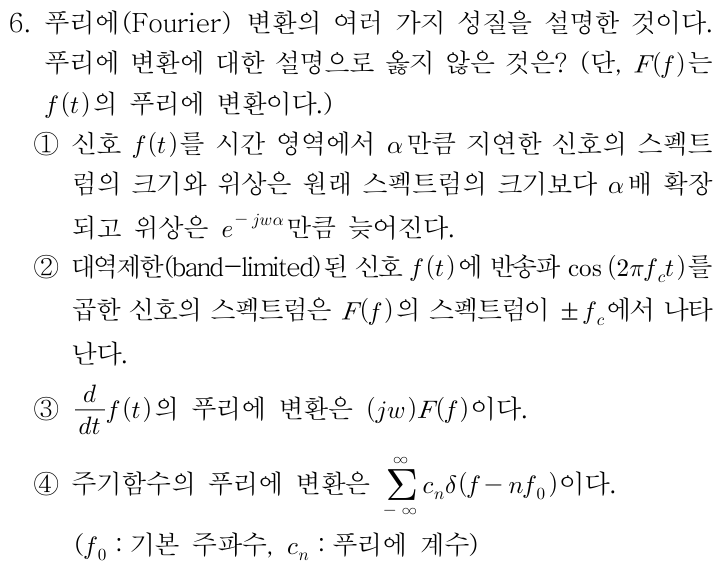 6. 푸리에(Fourier) 변환의 여러 가지 성질을 설명한 것이다.
푸리에 변환에 대한 설명으로 옳지 않은 것은? (단, F(f)는
f(t)의 푸리에 변환이다.)
① 신호 f(t)를 시간 영역에서 α만큼 지연한 신호의 스펙트
럼의 크기와 위상은 원래 스펙트럼의 크기보다 α배 확장
되고 위상은 e^{-jwα}만큼 늦어진다.
② 대역제한(band-limited)된 신호 f(t)에 반송파 cos(2πf_c t)를
곱한 신호의 스펙트럼은 F(f)의 스펙트럼이 ±f_c에서 나타
난다.
③ \frac{d}{dt}f(t)의 푸리에 변환은 (jw)F(f)이다.
④ 주기함수의 푸리에 변환은 \sum_{-∞}^{∞} c_n δ(f-nf_0)이다.
(f_0 : 기본 주파수, c_n : 푸리에 계수)